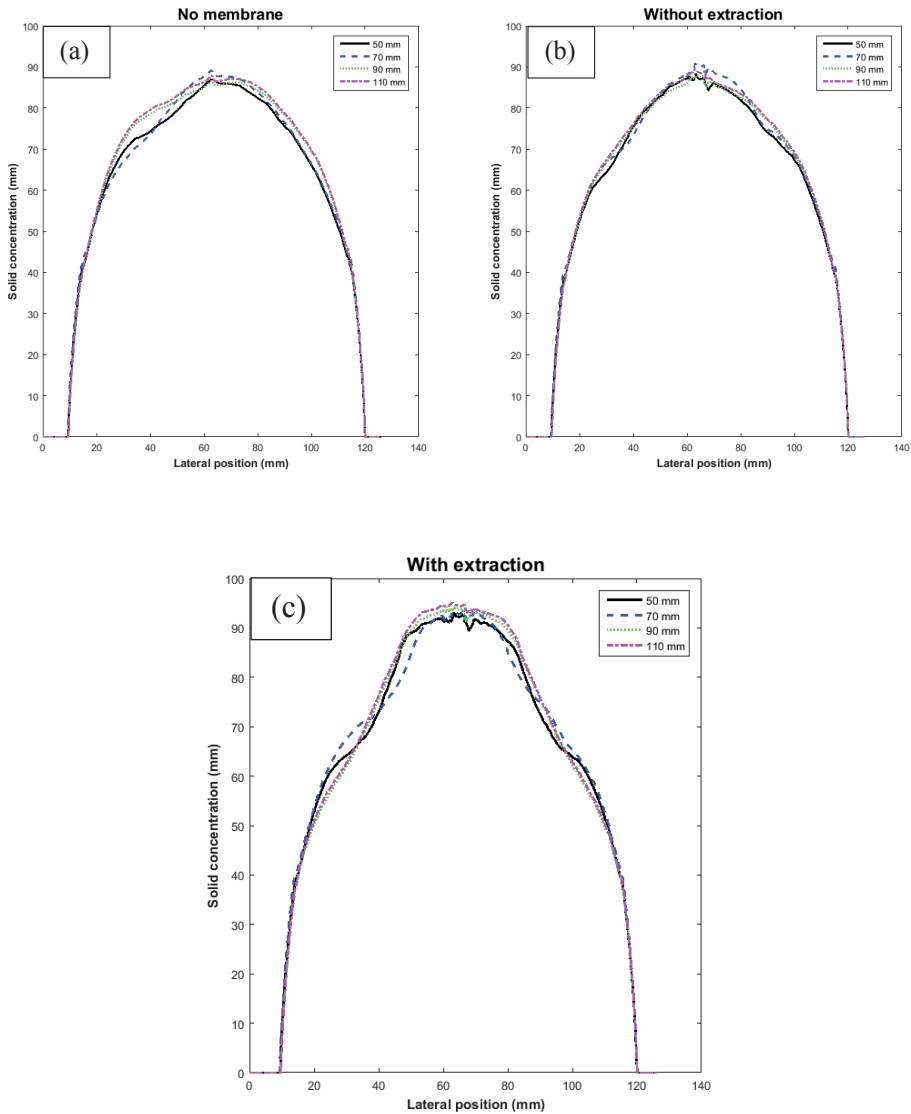 No membrane
(a)
50 mm
70 mm
90 mm
110 mm
100
90
80
70
60
50
40
30
20
10
0
Solid concentration (mm)
0 20 40 60 80 100 120 140
Lateral position (mm)
Without extraction
(b)
50 mm
70 mm
90 mm
110 mm
100
90
80
70
60
50
40
30
20
10
0
Solid concentration (mm)
0 20 40 60 80 100 120 140
Lateral position (mm)
With extraction
(c)
50 mm
70 mm
90 mm
110 mm
100
90
80
70
60
50
40
30
20
10
0
Solid concentration (mm)
0 20 40 60 80 100 120 140
Lateral position (mm)